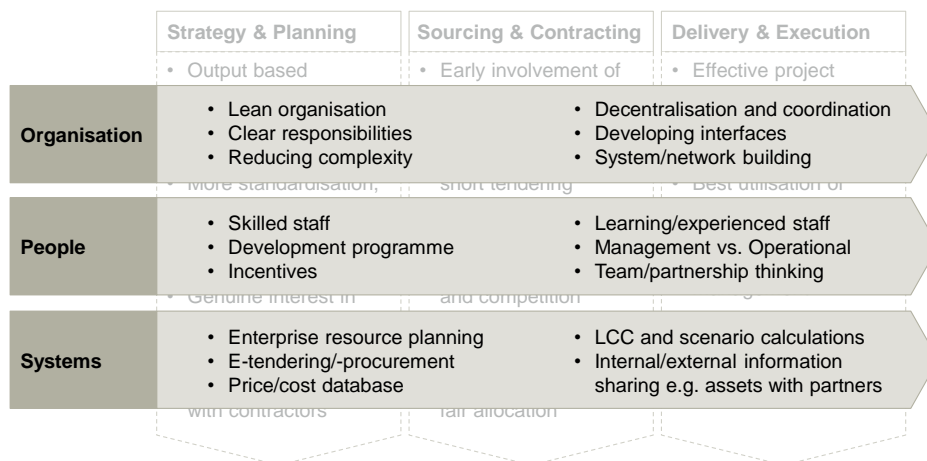 Strategy & Planning
Sourcing & Contracting
Delivery & Execution
• Output based
• Early involvement of
• Effective project
Organisation
• Lean organisation
• Clear responsibilities
• Reducing complexity
• Decentralisation and coordination
• Developing interfaces
• System/network building
More standardisation,
short tendering
Best utilisation of
People
• Skilled staff
• Development programme
• Incentives
• Learning/experienced staff
• Management vs. Operational
• Team/partnership thinking
• Genuine interest in
and competition
Systems
• Enterprise resource planning
• E-tendering/-procurement
• Price/cost database
• LCC and scenario calculations
• Internal/external information
sharing e.g. assets with partners
with contractors
fair allocation